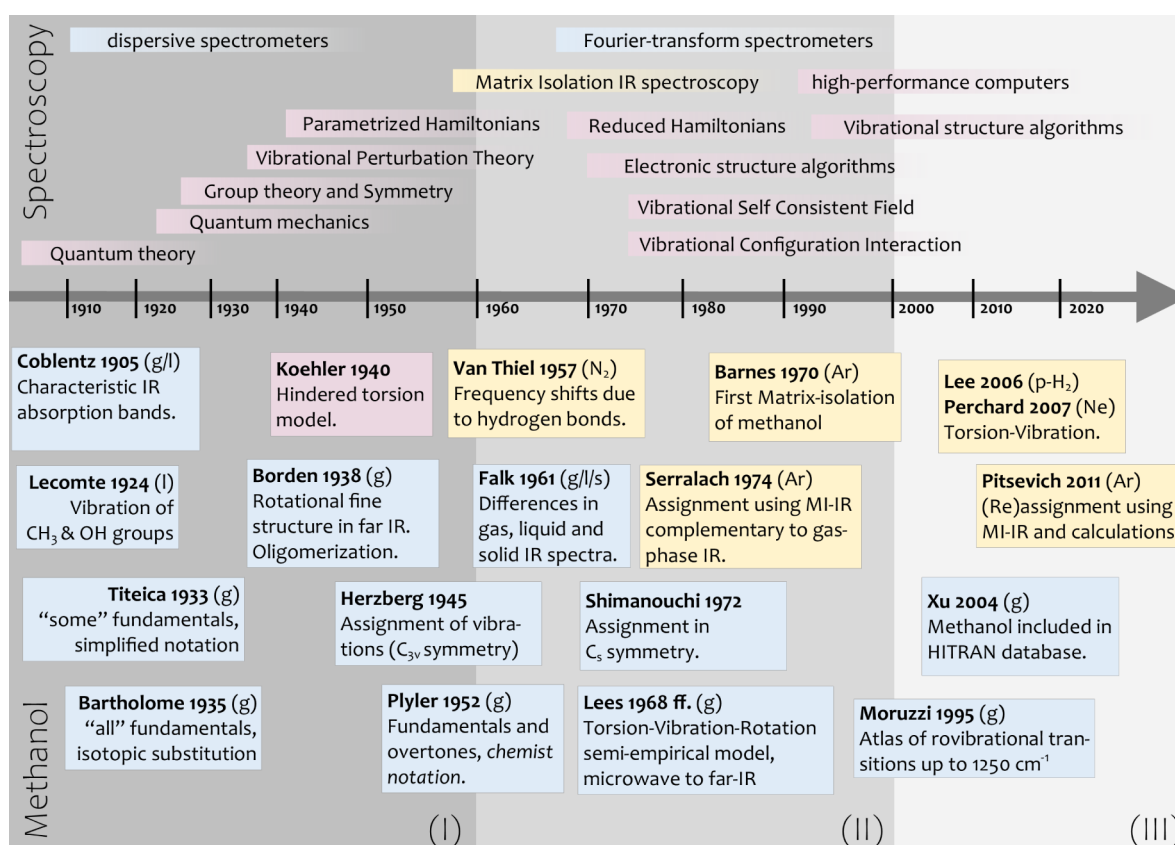 Spectroscopy
dispersive spectrometers
Fourier-transform spectrometers
Matrix Isolation IR spectroscopy
high-performance computers
Parametrized Hamiltonians
Reduced Hamiltonians
Vibrational structure algorithms
Vibrational Perturbation Theory
Electronic structure algorithms
Group theory and Symmetry
Vibrational Self Consistent Field
Quantum mechanics
Vibrational Configuration Interaction
Quantum theory
1910 1920 1930 1940 1950 1960 1970 1980 1990 2000 2010 2020
Coblentz 1905 (g/l)
Characteristic IR
absorption bands.
Koehler 1940
Hindered torsion
model.
Van Thiel 1957 (N₂)
Frequency shifts due
to hydrogen bonds.
Barnes 1970 (Ar)
First Matrix-isolation
of methanol
Lee 2006 (p-H₂)
Perchard 2007 (Ne)
Torsion-Vibration.
Lecomte 1924 (l)
Vibration of
CH₃ & OH groups
Borden 1938 (g)
Rotational fine
structure in far IR.
Oligomerization.
Falk 1961 (g/l/s)
Differences in
gas, liquid and
solid IR spectra.
Serralach 1974 (Ar)
Assignment using MI-IR
complementary to gas-
phase IR.
Pitsevich 2011 (Ar)
(Re)assignment using
MI-IR and calculations
Titeica 1933 (g)
“some” fundamentals,
simplified notation
Herzberg 1945
Assignment of vibra-
tions (C₃ᵥ symmetry)
Shimanouchi 1972
Assignment in
Cₛ symmetry.
Xu 2004 (g)
Methanol included in
HITRAN database.
Bartholome 1935 (g)
“all” fundamentals,
isotopic substitution
Plyler 1952 (g)
Fundamentals and
overtones, chemist
notation.
Lees 1968 ff. (g)
Torsion-Vibration-Rotation
semi-empirical model,
microwave to far-IR
Moruzzi 1995 (g)
Atlas of rovibrational tran-
sitions up to 1250 cm⁻¹
Methanol
(I)
(II)
(III)